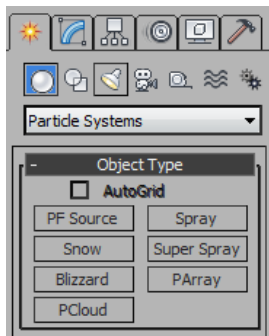 Particle Systems
- Object Type
AutoGrid
PF Source Spray
Snow Super Spray
Blizzard PArray
PCloud